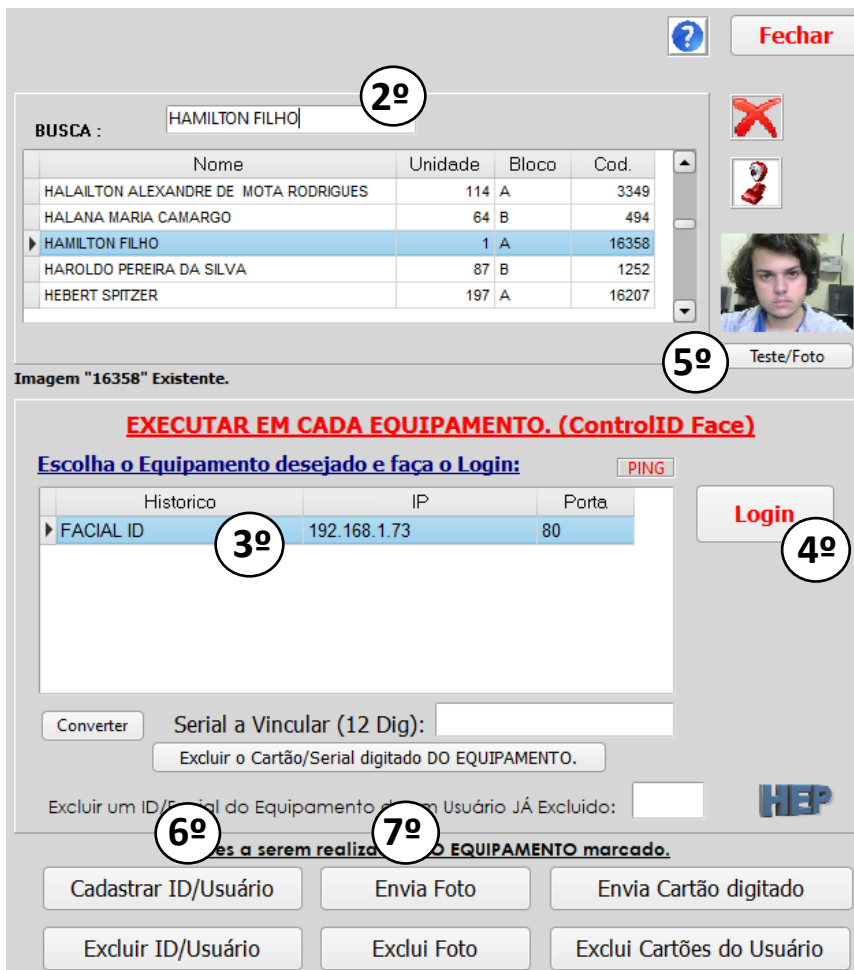 Fechar
2º
BUSCA :
HAMILTON FILHO
Nome Unidade Bloco Cod.
HALAILTON ALEXANDRE DE MOTA RODRIGUES 114 A 3349
HALANA MARIA CAMARGO 64 B 494
HAMILTON FILHO 1 A 16358
HAROLDO PEREIRA DA SILVA 87 B 1252
HEBERT SPITZER 197 A 16207
5º
Teste/Foto
Imagem "16358" Existente.
EXECUTAR EM CADA EQUIPAMENTO. (ControlID Face)
Escolha o Equipamento desejado e faça o Login:
PING
Historico IP Porta
FACIAL ID 192.168.1.73 80
3º
Login
4º
Converter
Serial a Vincular (12 Dig):
Excluir o Cartão/Serial digitado DO EQUIPAMENTO.
Excluir um do Equipamento Usuário JÁ Excluido:
HEP
6º
7º
a serem EQUIPAMENTO marcado.
Cadastrar ID/Usuário
Envia Foto
Envia Cartão digitado
Excluir ID/Usuário
Exclui Foto
Exclui Cartões do Usuário